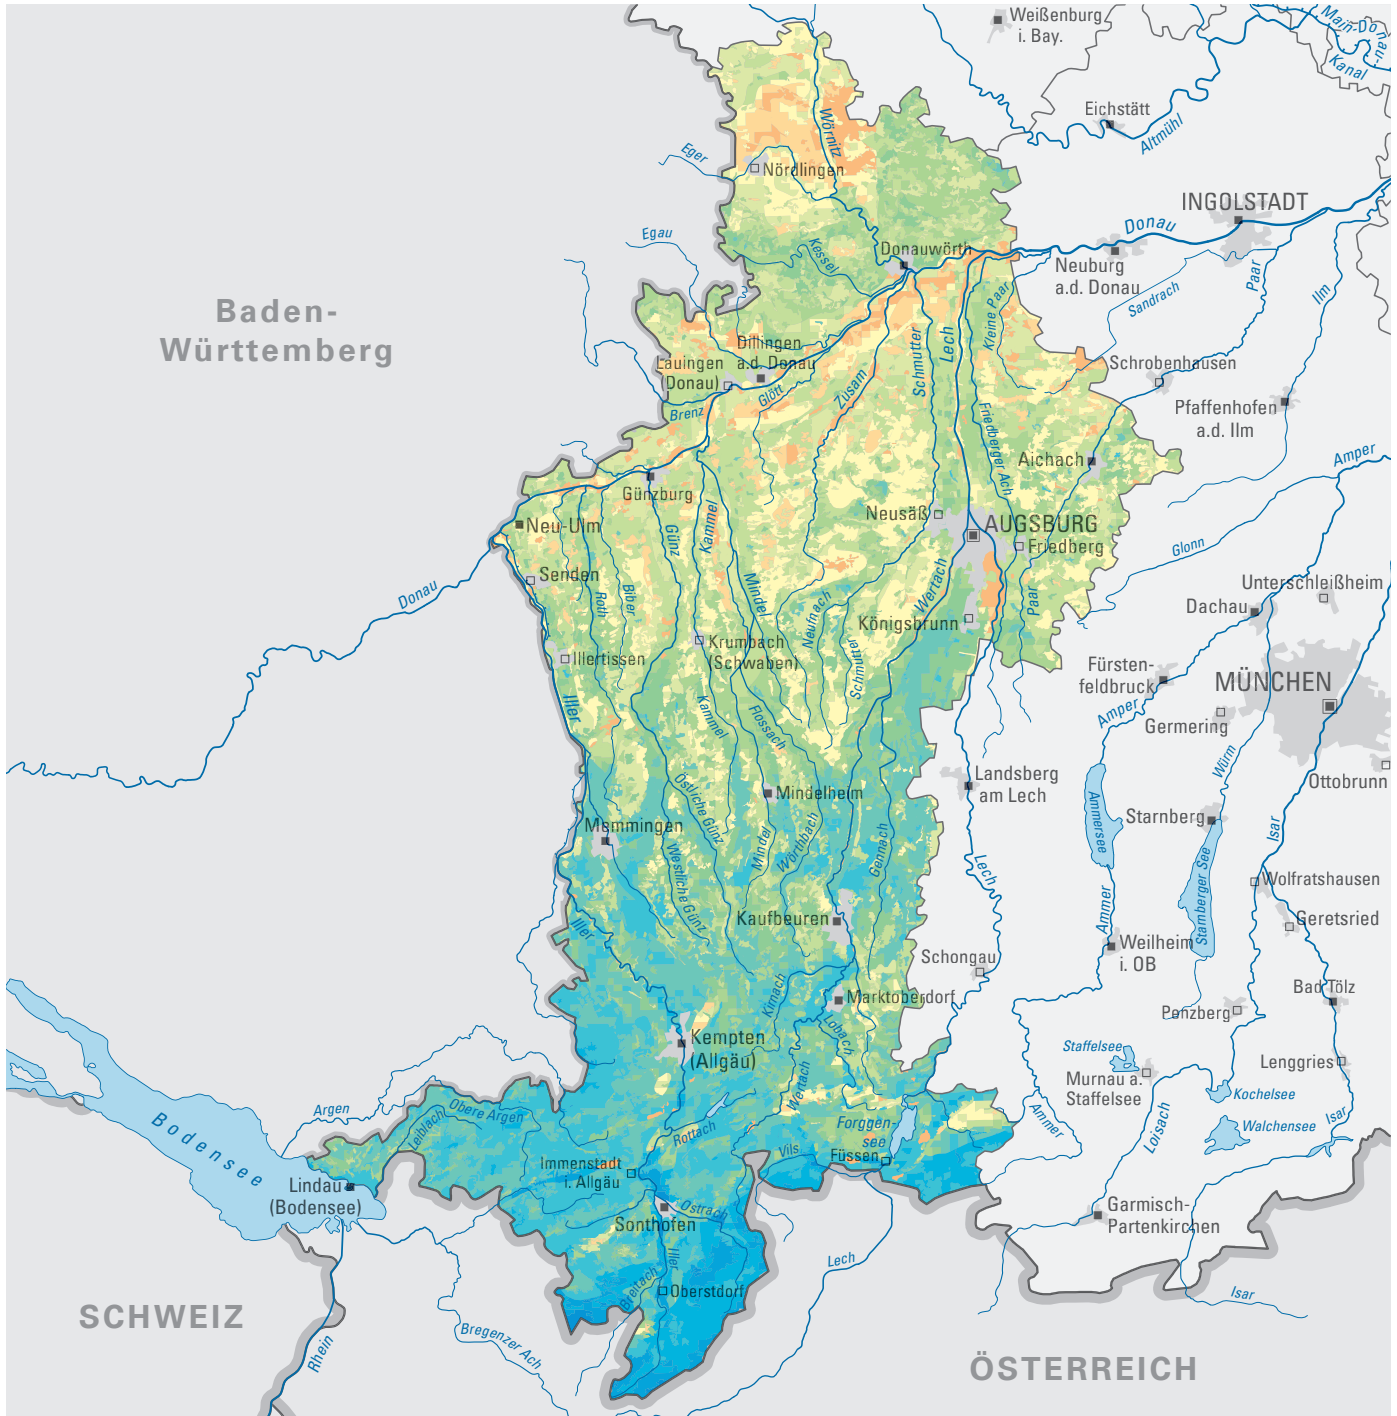 Weißenburg
i. Bay.
Main-Donau-
Kanal
Eichstätt
Altmühl
Wörnitz
Eger
Nördlingen
INGOLSTADT
Donau
Egau
Kessel
Donauwörth
Neuburg
a.d. Donau
Paar
Ilm
Sandrach
Kleine Paar
Baden-
Württemberg
Lech
Schmutter
Dillingen
a.d. Donau
Lauingen
(Donau)
Glött
Zusam
Schrobenhausen
Brenz
Pfaffenhofen
a.d. Ilm
Friedberger Ach
Aichach
Amper
Günzburg
Neu-Ulm
Günz
Kammel
Neusäß
AUGSBURG
Friedberg
Glonn
Donau
Senden
Roth
Biber
Mindel
Neufnach
Wertach
Paar
Unterschleißheim
Dachau
Königsbrunn
Illertissen
Krumbach
(Schwaben)
Schmutter
Fürsten-
feldbruck
MÜNCHEN
Iller
Kammel
Flossach
Amper
Germering
Würm
Ottobrunn
Östliche Günz
Mindelheim
Landsberg
am Lech
Ammersee
Starnberg
Isar
Memmingen
Mindel
Wörthbach
Gennach
Westliche Günz
Lech
Starnberger See
Wolfratshausen
Iller
Kaufbeuren
Ammer
Geretsried
Weilheim
i. OB
Schongau
Kirnach
Marktoberdorf
Bad Tölz
Penzberg
Lobach
Kempten
(Allgäu)
Staffelsee
Murnau a.
Staffelsee
Lenggries
Wertach
Kochelsee
Argen
Obere Argen
Leiblach
Bodensee
Rottach
Forggen-
see
Ammer
Loisach
Walchensee
Isar
Vils
Füssen
Immenstadt
i. Allgäu
Lindau
(Bodensee)
Ostrach
Sonthofen
Garmisch-
Partenkirchen
Iller
Lech
Breitach
Oberstdorf
Isar
SCHWEIZ
Rhein
Bregenzer Ach
ÖSTERREICH